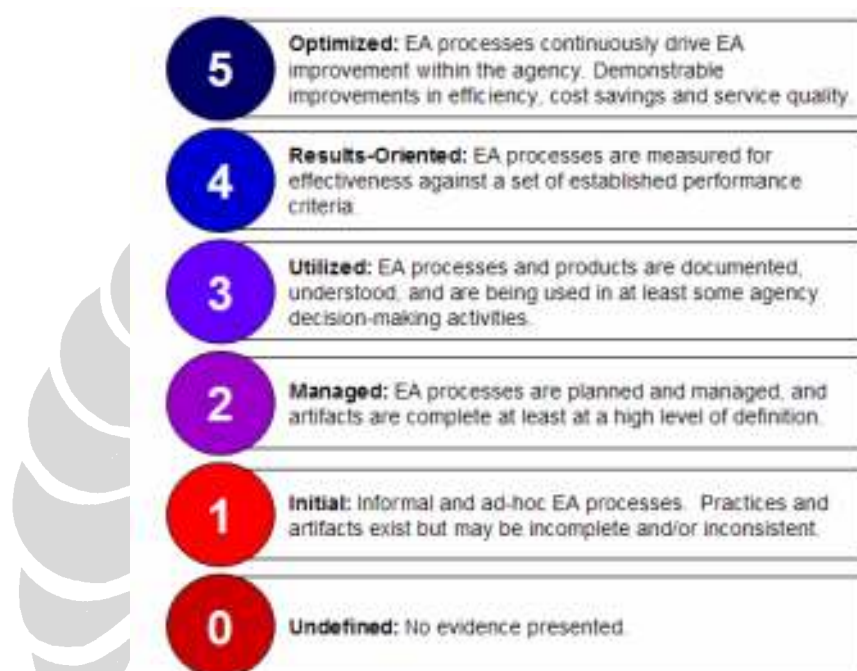 5
Optimized: EA processes continuously drive EA
improvement within the agency. Demonstrable
improvements in efficiency, cost savings and service quality
4
Results-Oriented: EA processes are measured for
effectiveness against a set of established performance
criteria.
3
Utilized: EA processes and products are documented,
understood, and are being used in at least some agency
decision-making activities.
2
Managed: EA processes are planned and managed, and
artifacts are complete at least at a high level of definition.
1
Initial: Informal and ad-hoc EA processes. Practices and
artifacts exist but may be incomplete and/or inconsistent.
0
Undefined: No evidence presented.